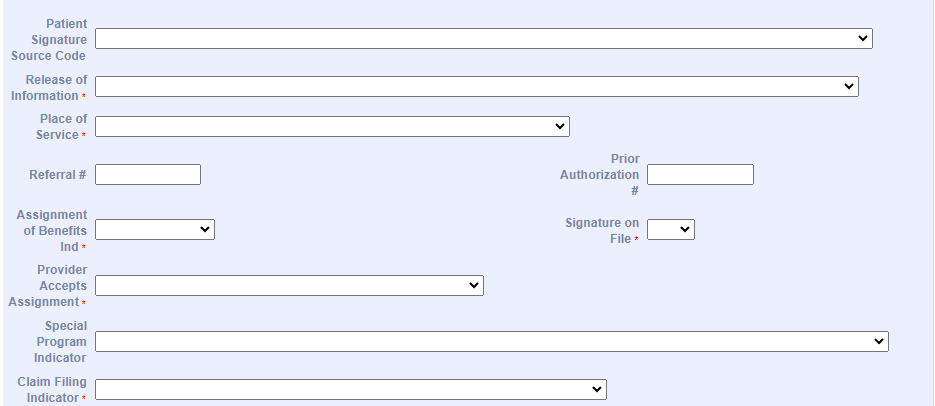 Patient
Signature
Source Code
Release of
Information *
Place of
Service *
Referral #
Prior
Authorization
#
Assignment
of Benefits
Ind *
Signature on
File *
Provider
Accepts
Assignment *
Special
Program
Indicator
Claim Filing
Indicator *